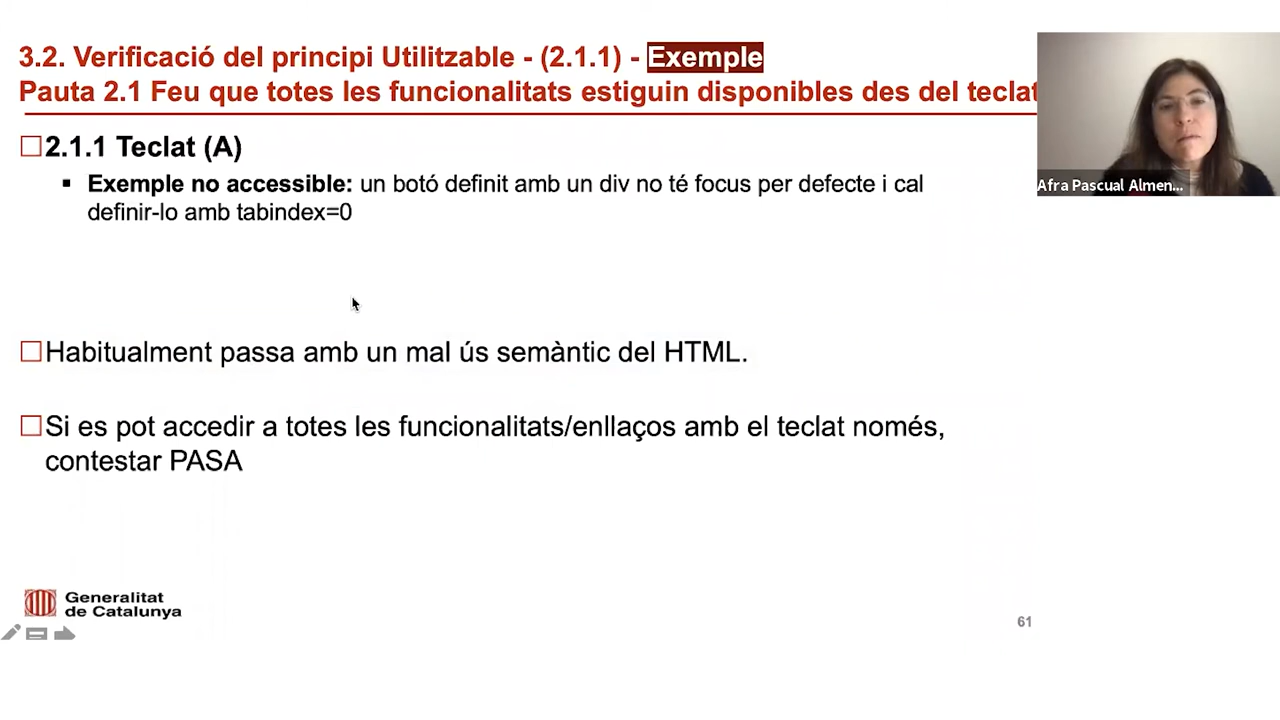 3.2. Verificació del principi Utilitzable - (2.1.1) - Exemple
Pauta 2.1 Feu que totes les funcionalitats estiguin disponibles des del teclat
Afra Pascual Almen...
2.1.1 Teclat (A)
Exemple no accessible: un botó definit amb un div no té focus per defecte i cal
definir-lo amb tabindex=0
Habitualment passa amb un mal ús semàntic del HTML.
Si es pot accedir a totes les funcionalitats/enllaços amb el teclat només,
contestar PASA
Generalitat
de Catalunya
61